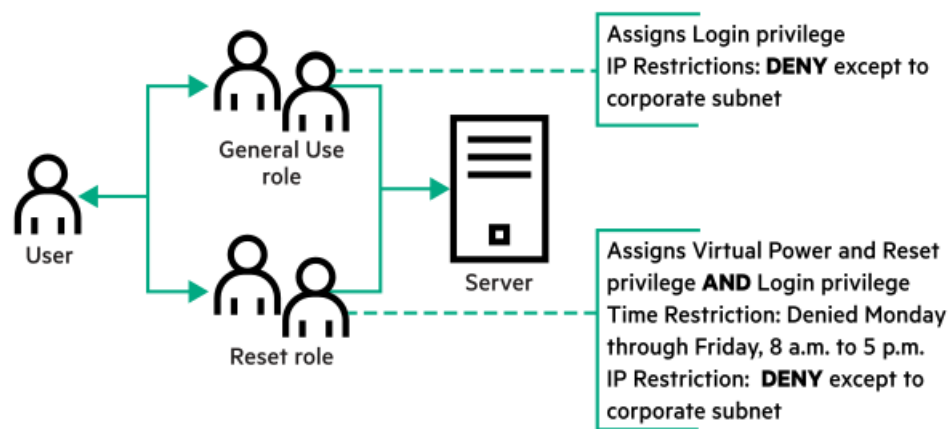 Assigns Login privilege
IP Restrictions: DENY except to
corporate subnet
General Use
role
User
Server
Reset role
Assigns Virtual Power and Reset
privilege AND Login privilege
Time Restriction: Denied Monday
through Friday, 8 a.m. to 5 p.m.
IP Restriction: DENY except to
corporate subnet